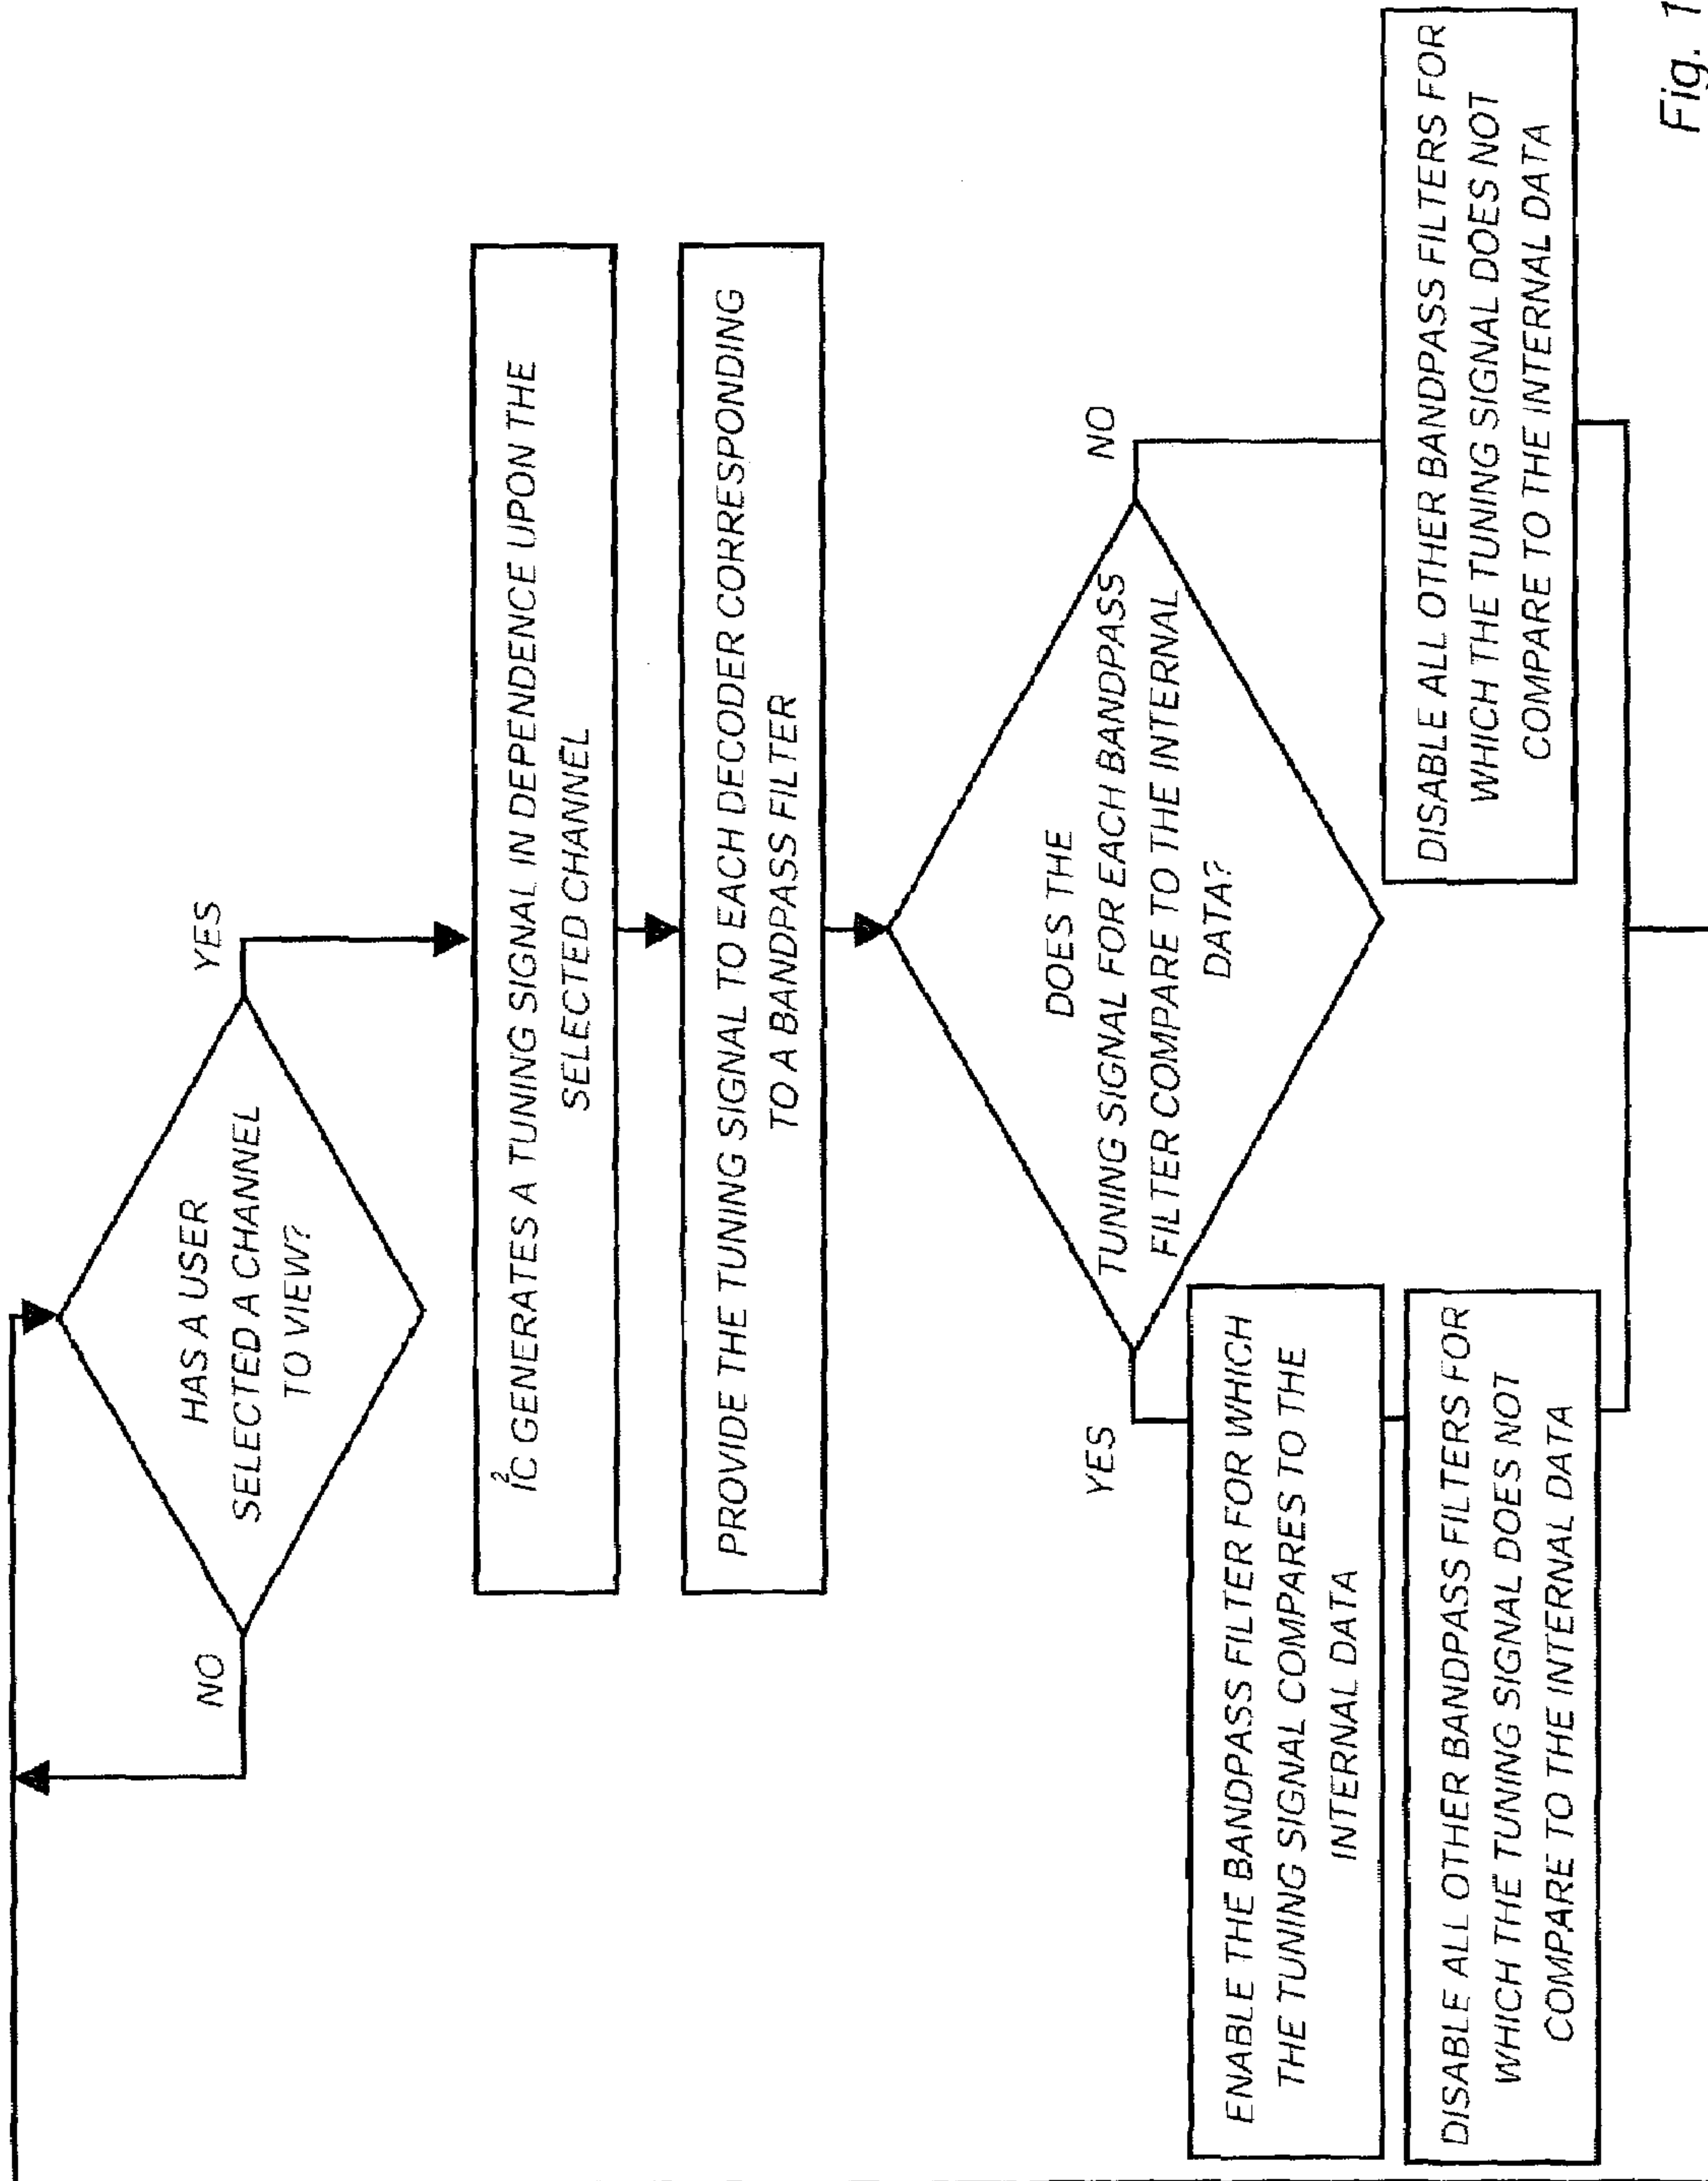 HAS A USER
SELECTED A CHANNEL
TO VIEW?
YES
NO
I²C GENERATES A TUNING SIGNAL IN DEPENDENCE UPON THE
SELECTED CHANNEL
PROVIDE THE TUNING SIGNAL TO EACH DECODER CORRESPONDING
TO A BANDPASS FILTER
DOES THE
TUNING SIGNAL FOR EACH BANDPASS
FILTER COMPARE TO THE INTERNAL
DATA?
YES
NO
ENABLE THE BANDPASS FILTER FOR WHICH
THE TUNING SIGNAL COMPARES TO THE
INTERNAL DATA
DISABLE ALL OTHER BANDPASS FILTERS FOR
WHICH THE TUNING SIGNAL DOES NOT
COMPARE TO THE INTERNAL DATA
DISABLE ALL OTHER BANDPASS FILTERS FOR
WHICH THE TUNING SIGNAL DOES NOT
COMPARE TO THE INTERNAL DATA
Fig. 1